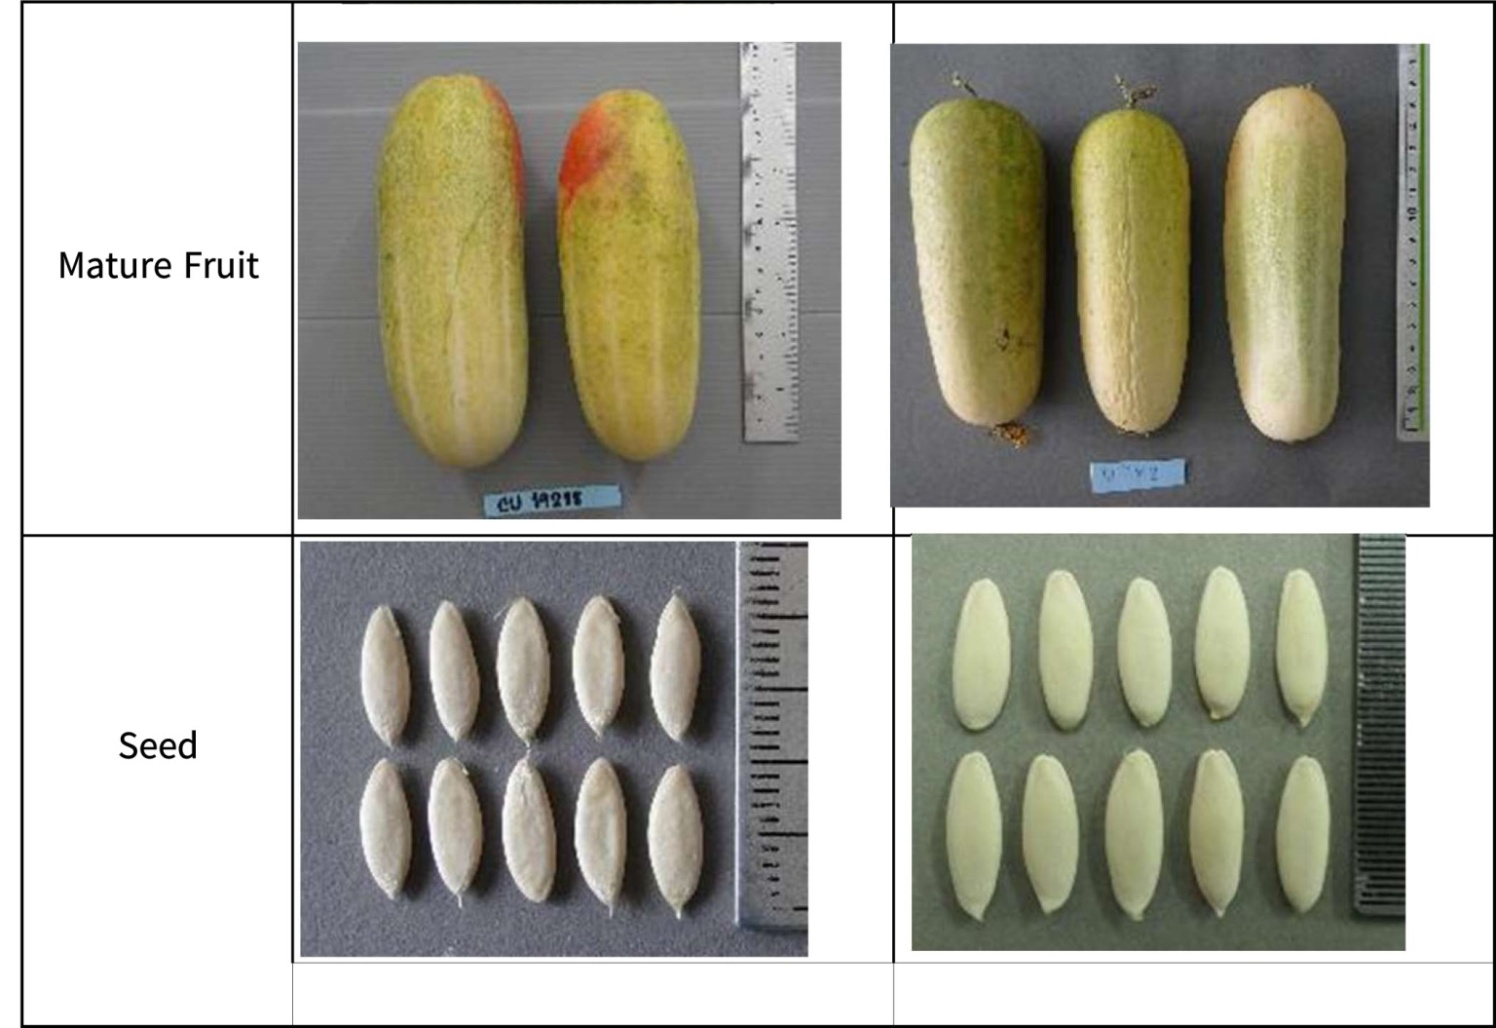 Mature Fruit
CU 19218
Seed